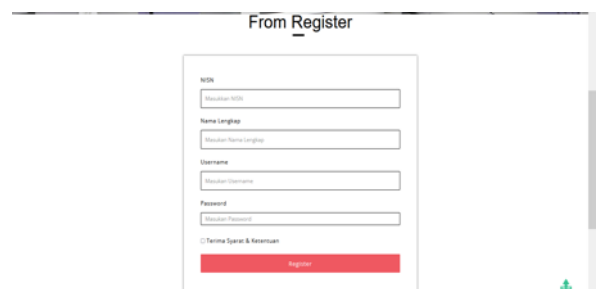 From Register
NISN
Masukkan NISN
Nama Lengkap
Masukan Nama Lengkap
Username
Masukan Username
Password
Masukan Password
Terima Syarat & Ketentuan
Register